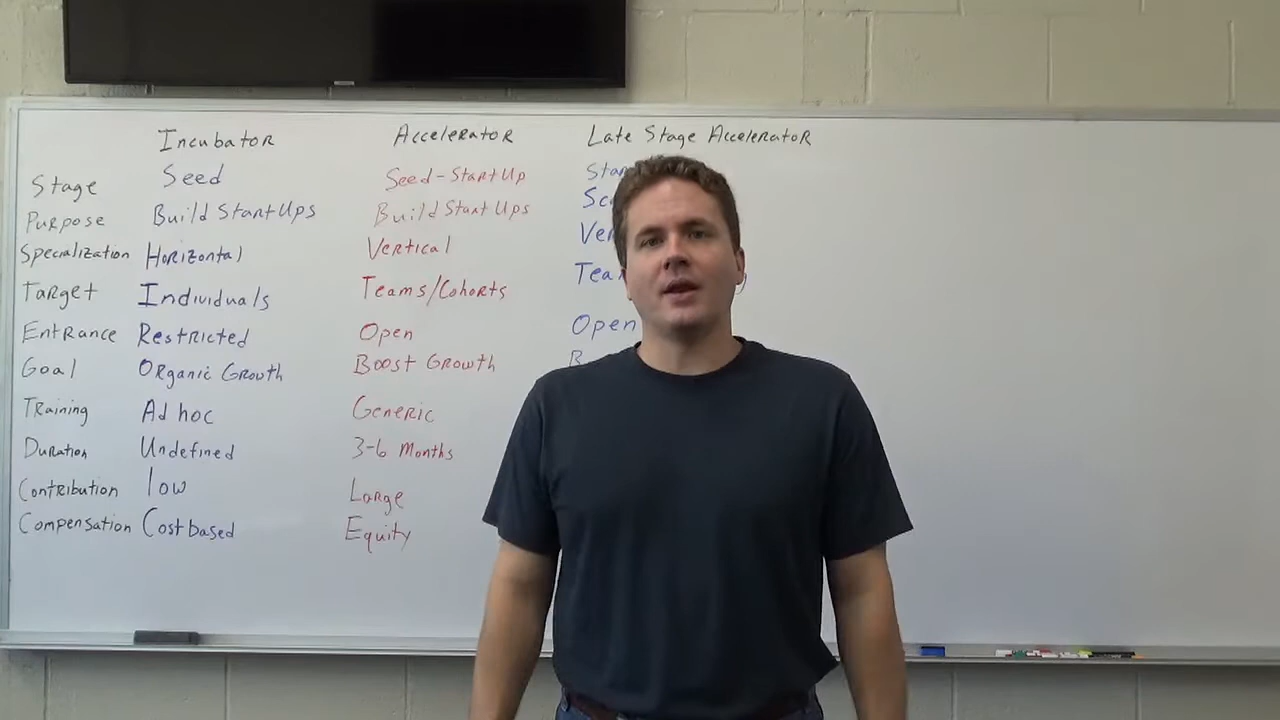 Incubator Accelerator Late Stage Accelerator
Stage Seed Seed-StartUp
Purpose Build StartUps Build StartUps
Specialization Horizontal Vertical
Target Individuals Teams/Cohorts
Entrance Restricted Open Open
Goal Organic Growth Boost Growth
Training Ad hoc Generic
Duration Undefined 3-6 Months
Contribution low Large
Compensation Cost based Equity